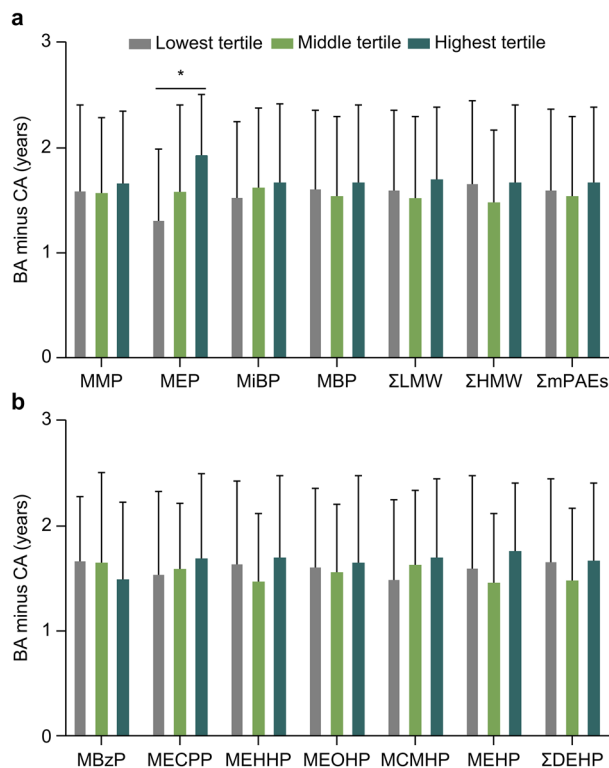 a
Lowest tertile Middle tertile Highest tertile
*
BA minus CA (years)
3
2
1
0
MMP MEP MiBP MBP ΣLMW ΣHMW ΣmPAEs
b
BA minus CA (years)
3
2
1
0
MBzP MECPP MEHHP MEOHP MCMHP MEHP ΣDEHP